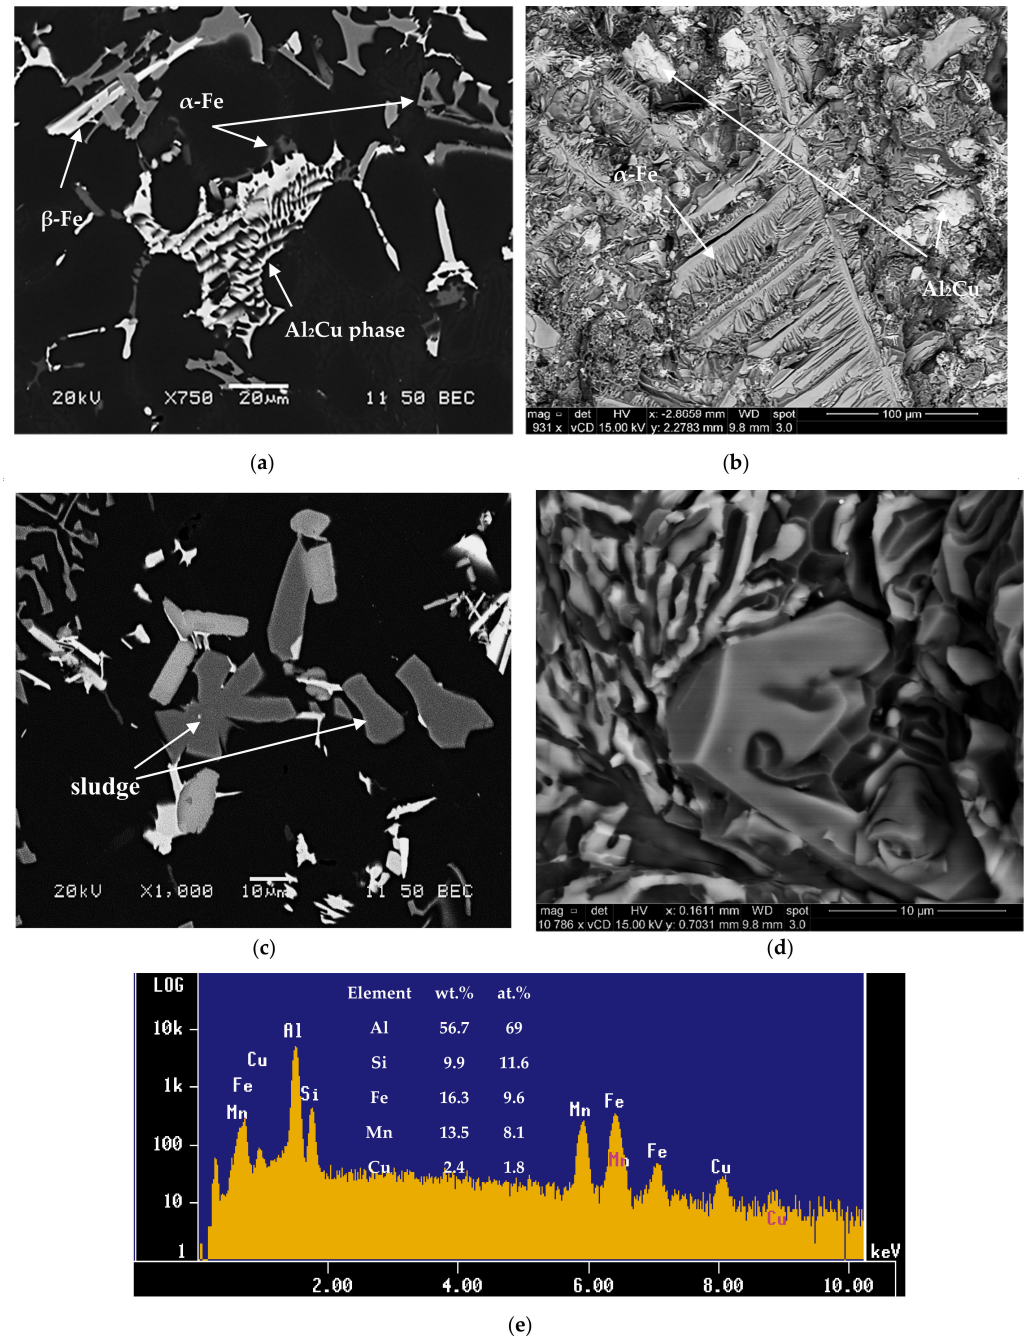 α-Fe
β-Fe
Al₂Cu phase
20kV X750 20µm 11 50 BEC
(a)
α-Fe
Al₂Cu
mag □ det HV x: -2.8659 mm WD spot 100 µm
931 x vCD 15.00 kV y: 2.2783 mm 9.8 mm 3.0
(b)
sludge
20kV X1,000 10µm 11 50 BEC
(c)
mag □ det HV x: 0.1611 mm WD spot 10 µm
10 786 x vCD 15.00 kV y: 0.7031 mm 9.8 mm 3.0
(d)
LOG
10k
1k
100
10
1
Element wt.% at.%
Al 56.7 69
Si 9.9 11.6
Fe 16.3 9.6
Mn 13.5 8.1
Cu 2.4 1.8
Al
Cu
Fe
Si
Mn
Mn
Fe
Mn
Fe
Cu
Cu
keV
2.00 4.00 6.00 8.00 10.00
(e)